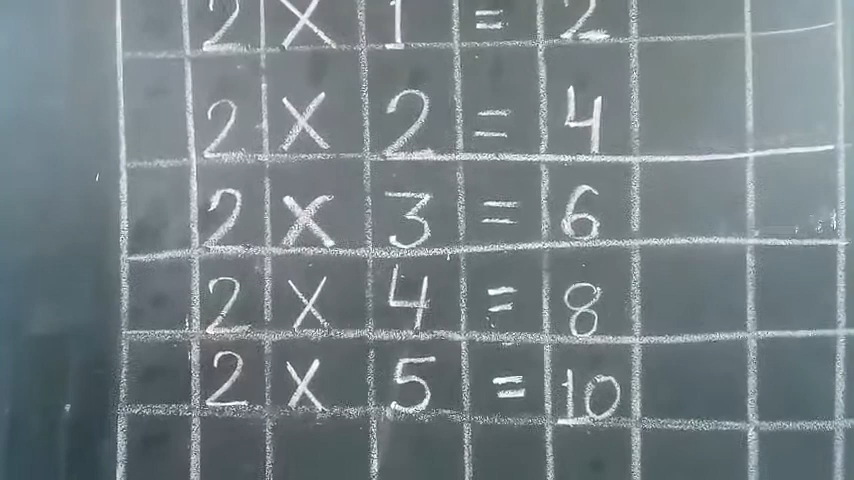 2 × 1 = 2
2 × 2 = 4
2 × 3 = 6
2 × 4 = 8
2 × 5 = 10